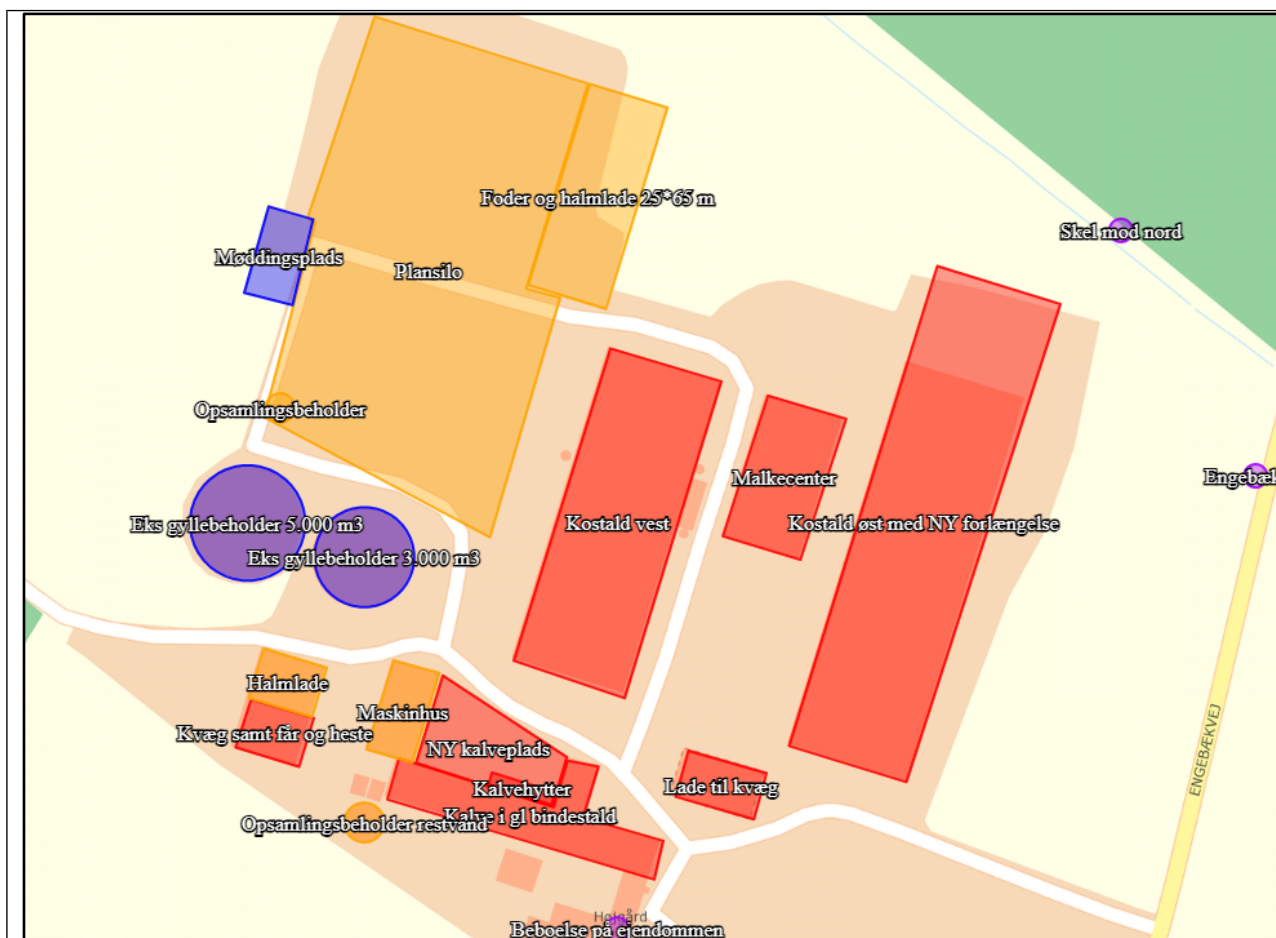 Foder og halmlade 25*65 m
Skel mod nord
Møddingsplads
Plansilo
Opsamlingsbeholder
Malkecenter
Engebæk
Eks gyllebeholder 5.000 m3
Kostald vest
Kostald øst med NY forlængelse
Eks gyllebeholder 3.000 m3
Halmlade
Maskinhus
Kvæg samt får og heste
NY kalveplads
ENGEBÆKVEJ
Kalvehytter
Lade til kvæg
Kalve i gl bindestald
Opsamlingsbeholder restvand
Højgård
Beboelse på ejendommen